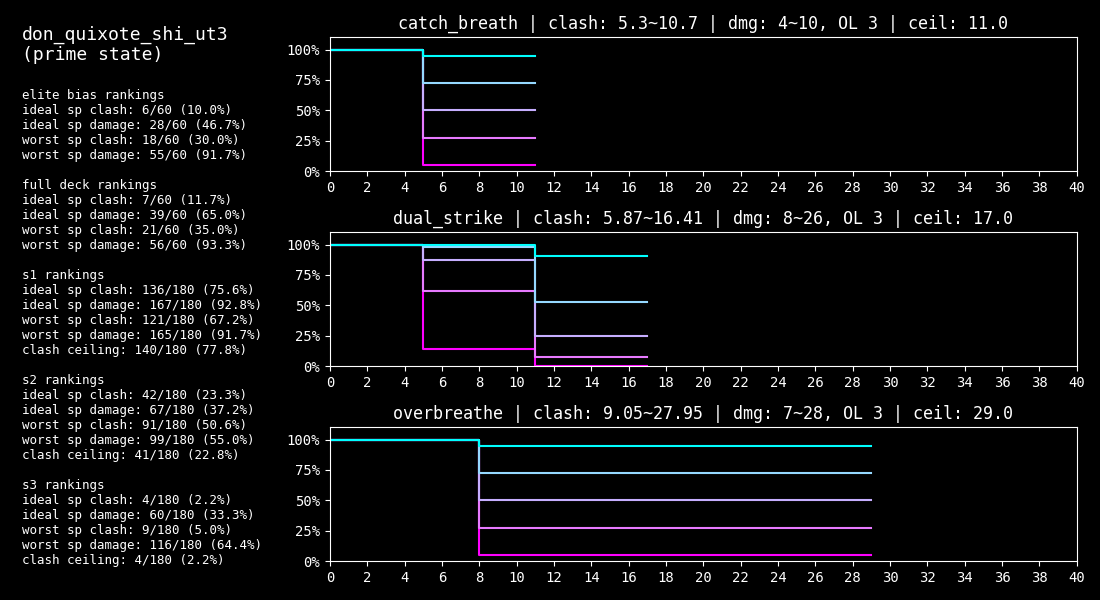 don_quixote_shi_ut3
(prime state)
elite bias rankings
ideal sp clash: 6/60 (10.0%)
ideal sp damage: 28/60 (46.7%)
worst sp clash: 18/60 (30.0%)
worst sp damage: 55/60 (91.7%)
full deck rankings
ideal sp clash: 7/60 (11.7%)
ideal sp damage: 39/60 (65.0%)
worst sp clash: 21/60 (35.0%)
worst sp damage: 56/60 (93.3%)
s1 rankings
ideal sp clash: 136/180 (75.6%)
ideal sp damage: 167/180 (92.8%)
worst sp clash: 121/180 (67.2%)
worst sp damage: 165/180 (91.7%)
clash ceiling: 140/180 (77.8%)
s2 rankings
ideal sp clash: 42/180 (23.3%)
ideal sp damage: 67/180 (37.2%)
worst sp clash: 91/180 (50.6%)
worst sp damage: 99/180 (55.0%)
clash ceiling: 41/180 (22.8%)
s3 rankings
ideal sp clash: 4/180 (2.2%)
ideal sp damage: 60/180 (33.3%)
worst sp clash: 9/180 (5.0%)
worst sp damage: 116/180 (64.4%)
clash ceiling: 4/180 (2.2%)
catch_breath | clash: 5.3~10.7 | dmg: 4~10, OL 3 | ceil: 11.0
100%
75%
50%
25%
0%
0 2 4 6 8 10 12 14 16 18 20 22 24 26 28 30 32 34 36 38 40
dual_strike | clash: 5.87~16.41 | dmg: 8~26, OL 3 | ceil: 17.0
100%
75%
50%
25%
0%
0 2 4 6 8 10 12 14 16 18 20 22 24 26 28 30 32 34 36 38 40
overbreathe | clash: 9.05~27.95 | dmg: 7~28, OL 3 | ceil: 29.0
100%
75%
50%
25%
0%
0 2 4 6 8 10 12 14 16 18 20 22 24 26 28 30 32 34 36 38 40